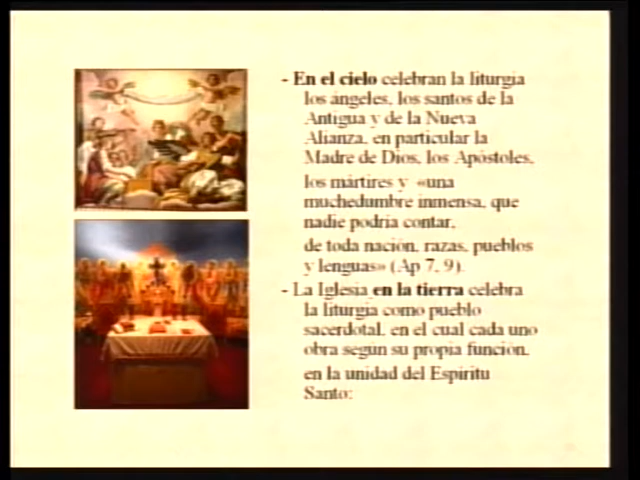 - En el cielo celebran la liturgia
los ángeles, los santos de la
Antigua y de la Nueva
Alianza, en particular la
Madre de Dios, los Apóstoles,
los mártires y «una
muchedumbre inmensa, que
nadie podría contar,
de toda nación, razas, pueblos
y lenguas» (Ap 7, 9).
- La Iglesia en la tierra celebra
la liturgia como pueblo
sacerdotal, en el cual cada uno
obra según su propia función,
en la unidad del Espíritu
Santo: